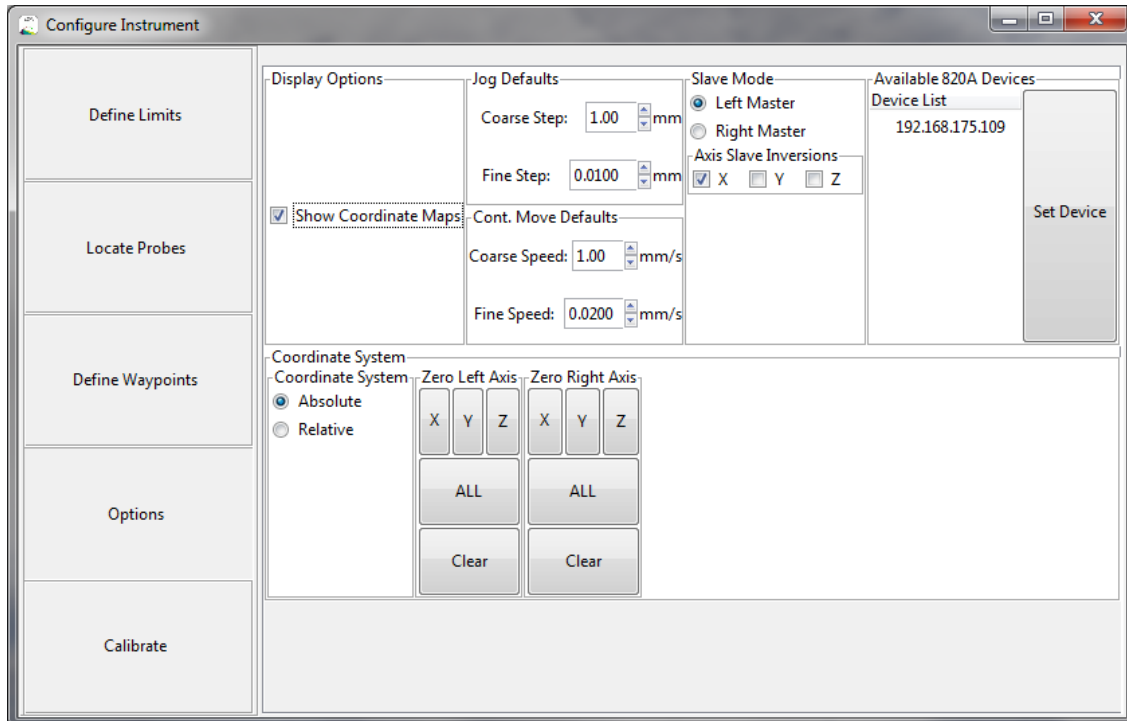 Configure Instrument
Define Limits
Locate Probes
Define Waypoints
Options
Calibrate
Display Options
Show Coordinate Maps
Jog Defaults
Coarse Step: 1.00 mm
Fine Step: 0.0100 mm
Cont. Move Defaults
Coarse Speed: 1.00 mm/s
Fine Speed: 0.0200 mm/s
Slave Mode
Left Master
Right Master
Axis Slave Inversions
X Y Z
Available 820A Devices
Device List
192.168.175.109
Set Device
Coordinate System
Coordinate System
Absolute
Relative
Zero Left Axis
X Y Z
ALL
Clear
Zero Right Axis
X Y Z
ALL
Clear